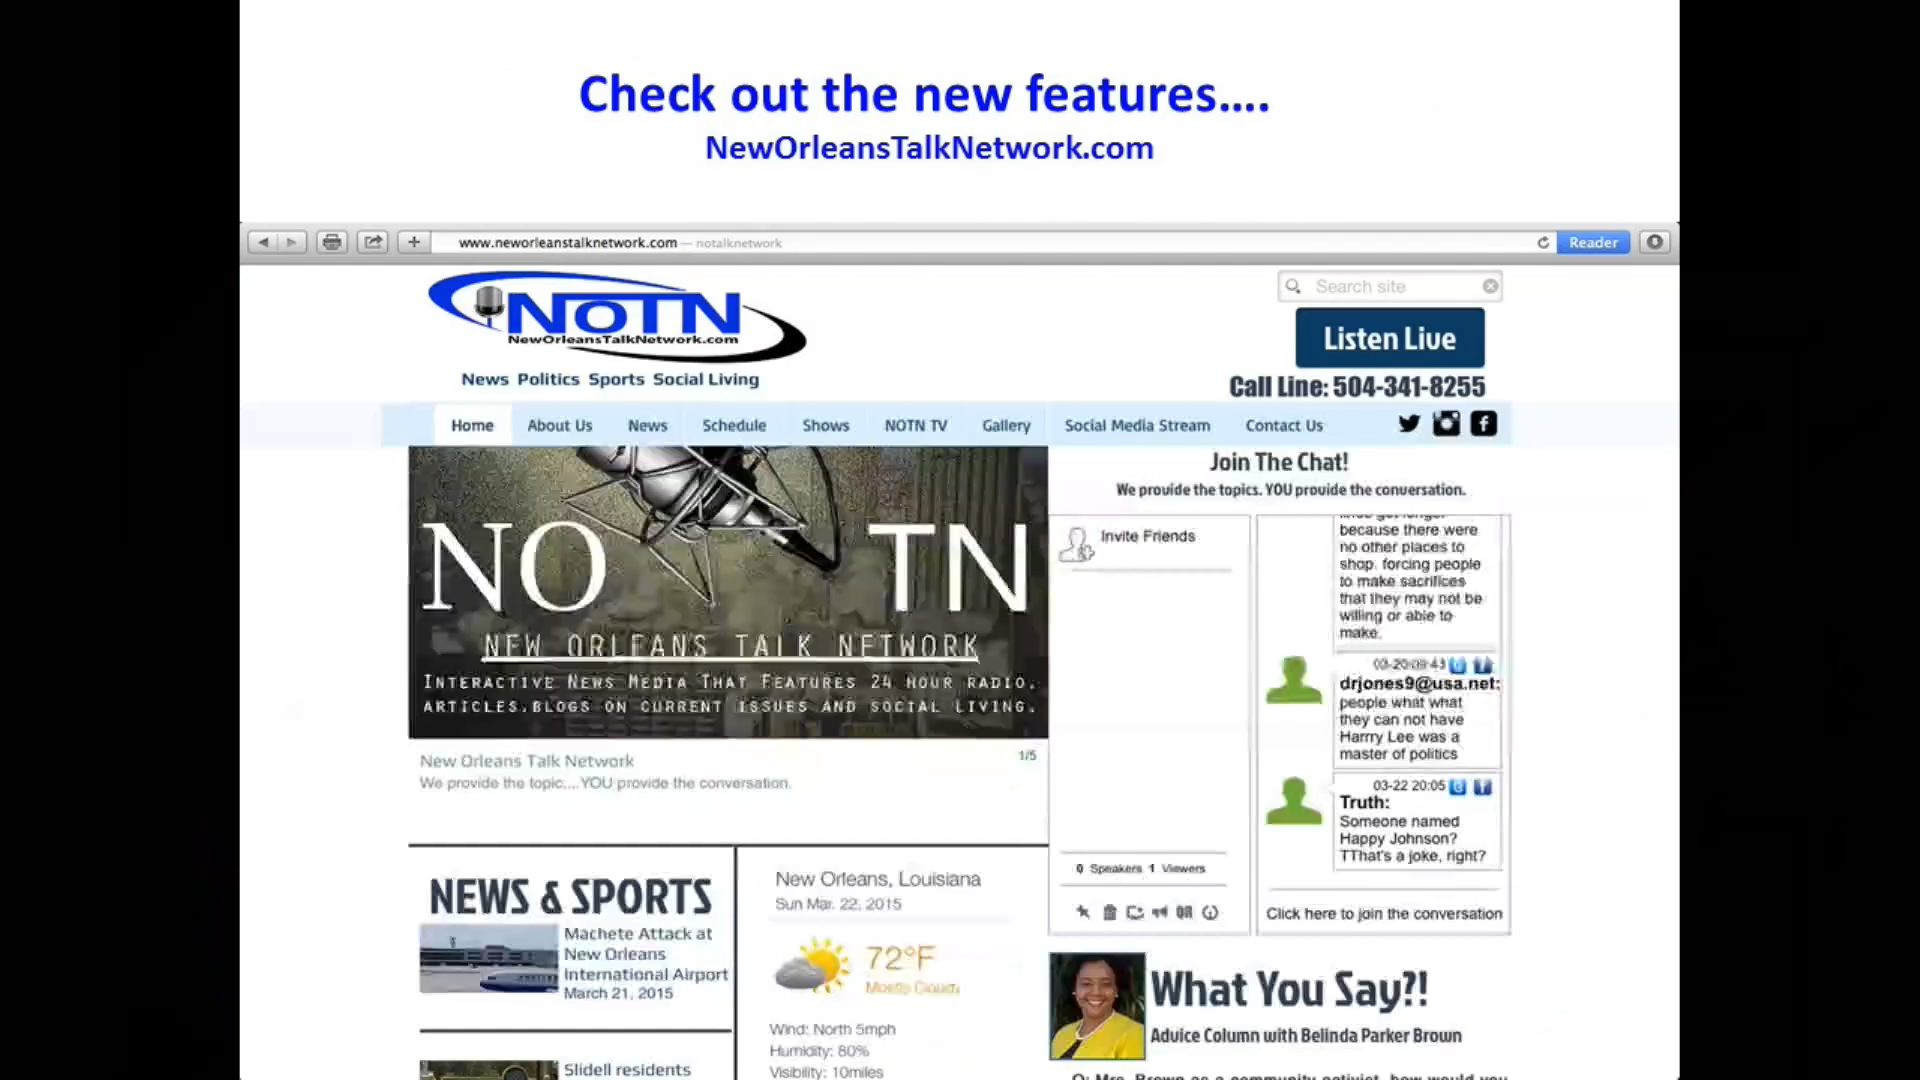 Check out the new features....
NewOrleansTalkNetwork.com
www.neworleanstalknetwork.com — notalknetwork
Reader
NOTN
NewOrleansTalkNetwork.com
News Politics Sports Social Living
Search site
Listen Live
Call Line: 504-341-8255
Home About Us News Schedule Shows NOTN TV Gallery Social Media Stream Contact Us
NO TN
NEW ORLEANS TALK NETWORK
INTERACTIVE NEWS MEDIA THAT FEATURES 24 HOUR RADIO,
ARTICLES,BLOGS ON CURRENT ISSUES AND SOCIAL LIVING.
New Orleans Talk Network
1/5
We provide the topic....YOU provide the conversation.
Join The Chat!
We provide the topics. YOU provide the conversation.
Invite Friends
0 Speakers 1 Viewers
because there were
no other places to
shop. forcing people
to make sacrifices
that they may not be
willing or able to
make.
03-20 09:43
drjones9@usa.net:
people what what
they can not have
Harrry Lee was a
master of politics
03-22 20:05
Truth:
Someone named
Happy Johnson?
TThat's a joke, right?
Click here to join the conversation
NEWS & SPORTS
Machete Attack at
New Orleans
International Airport
March 21, 2015
Slidell residents
New Orleans, Louisiana
Sun Mar. 22, 2015
72°F
Mostly Cloudy
Wind: North 5mph
Humidity: 80%
Visibility: 10miles
What You Say?!
Advice Column with Belinda Parker Brown